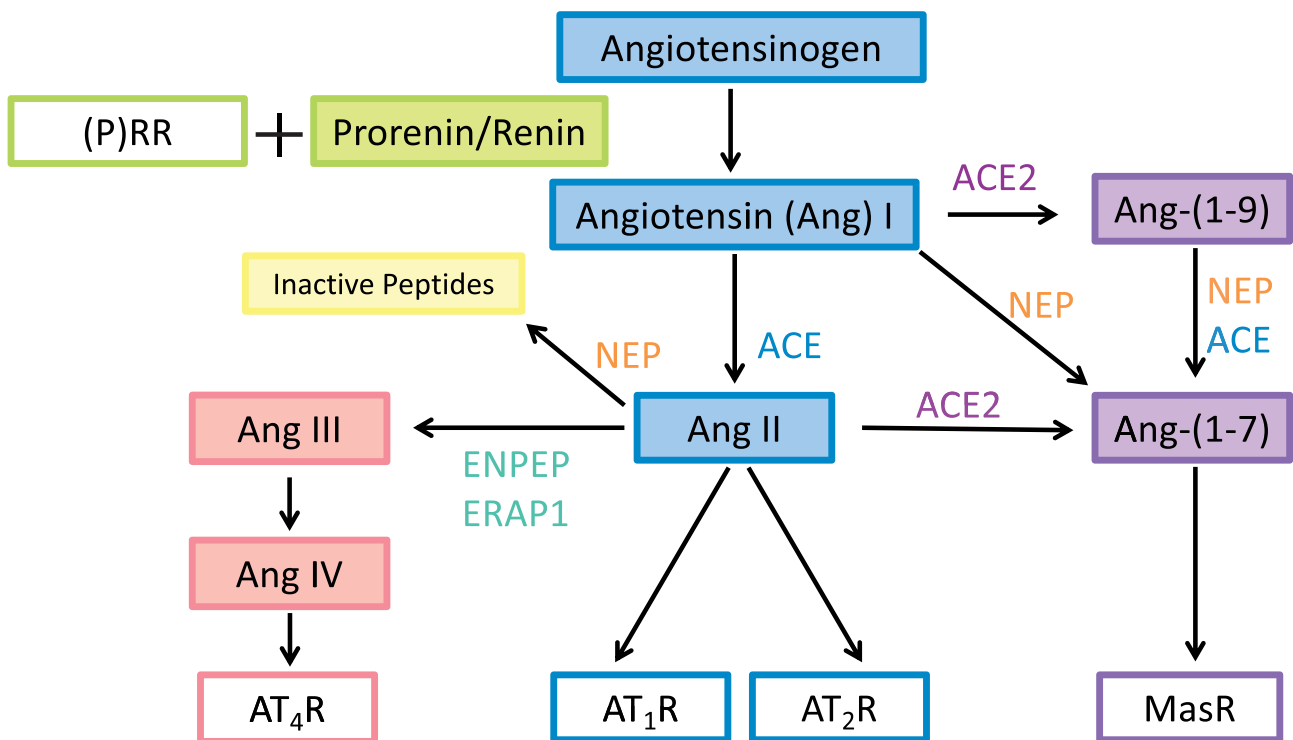 Angiotensinogen
(P)RR
Prorenin/Renin
Angiotensin (Ang) I
ACE2
Ang-(1-9)
Inactive Peptides
NEP
ACE
NEP
NEP
ACE
Ang III
ENPEP
ERAP1
Ang II
ACE2
Ang-(1-7)
Ang IV
AT₄R
AT₁R
AT₂R
MasR